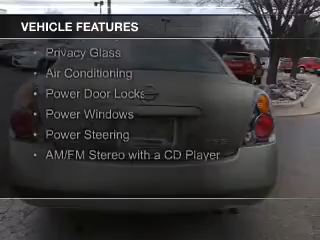 VEHICLE FEATURES
• Privacy Glass
• Air Conditioning
• Power Door Locks
• Power Windows
• Power Steering
• AM/FM Stereo with a CD Player